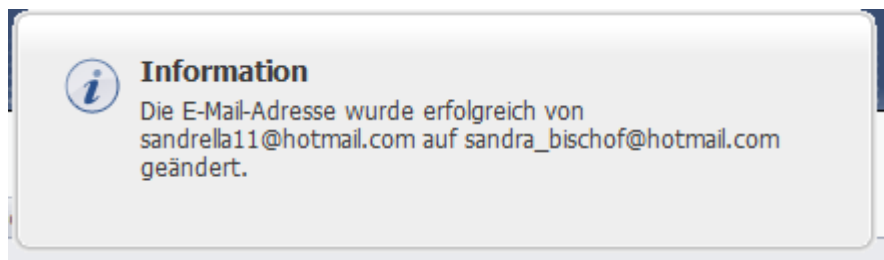 Information
Die E-Mail-Adresse wurde erfolgreich von
sandrella11@hotmail.com auf sandra_bischof@hotmail.com
geändert.